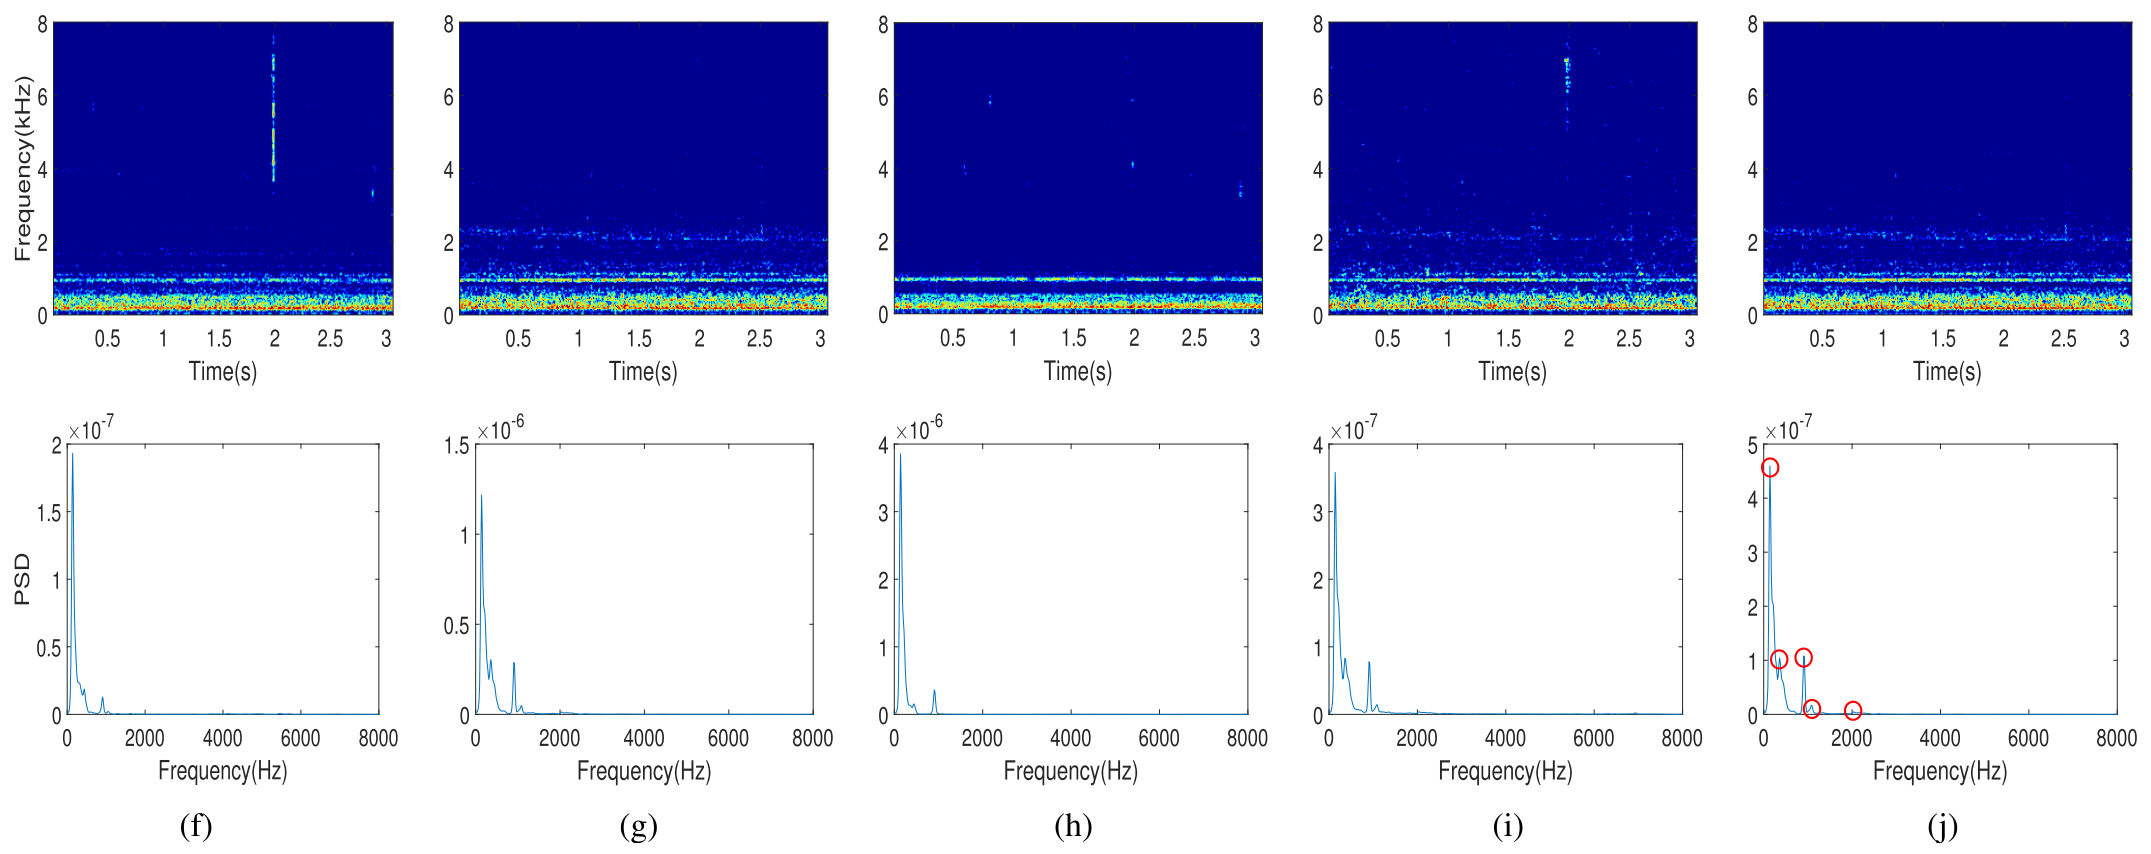 8 8 8 8 8
6 6 6 6 6
4 4 4 4 4
2 2 2 2 2
0 0 0 0 0
Frequency(kHz)
0.5 1 1.5 2 2.5 3 0.5 1 1.5 2 2.5 3 0.5 1 1.5 2 2.5 3 0.5 1 1.5 2 2.5 3 0.5 1 1.5 2 2.5 3
Time(s) Time(s) Time(s) Time(s) Time(s)
×10-7 ×10-6 ×10-6 ×10-7 ×10-7
2 1.5 4 4 5
1.5 1 3 3 4
1 0.5 2 2 3
0.5 0 1 1 2
0 0 0 1
0
PSD
0 2000 4000 6000 8000 0 2000 4000 6000 8000 0 2000 4000 6000 8000 0 2000 4000 6000 8000 0 2000 4000 6000 8000
Frequency(Hz) Frequency(Hz) Frequency(Hz) Frequency(Hz) Frequency(Hz)
(f) (g) (h) (i) (j)